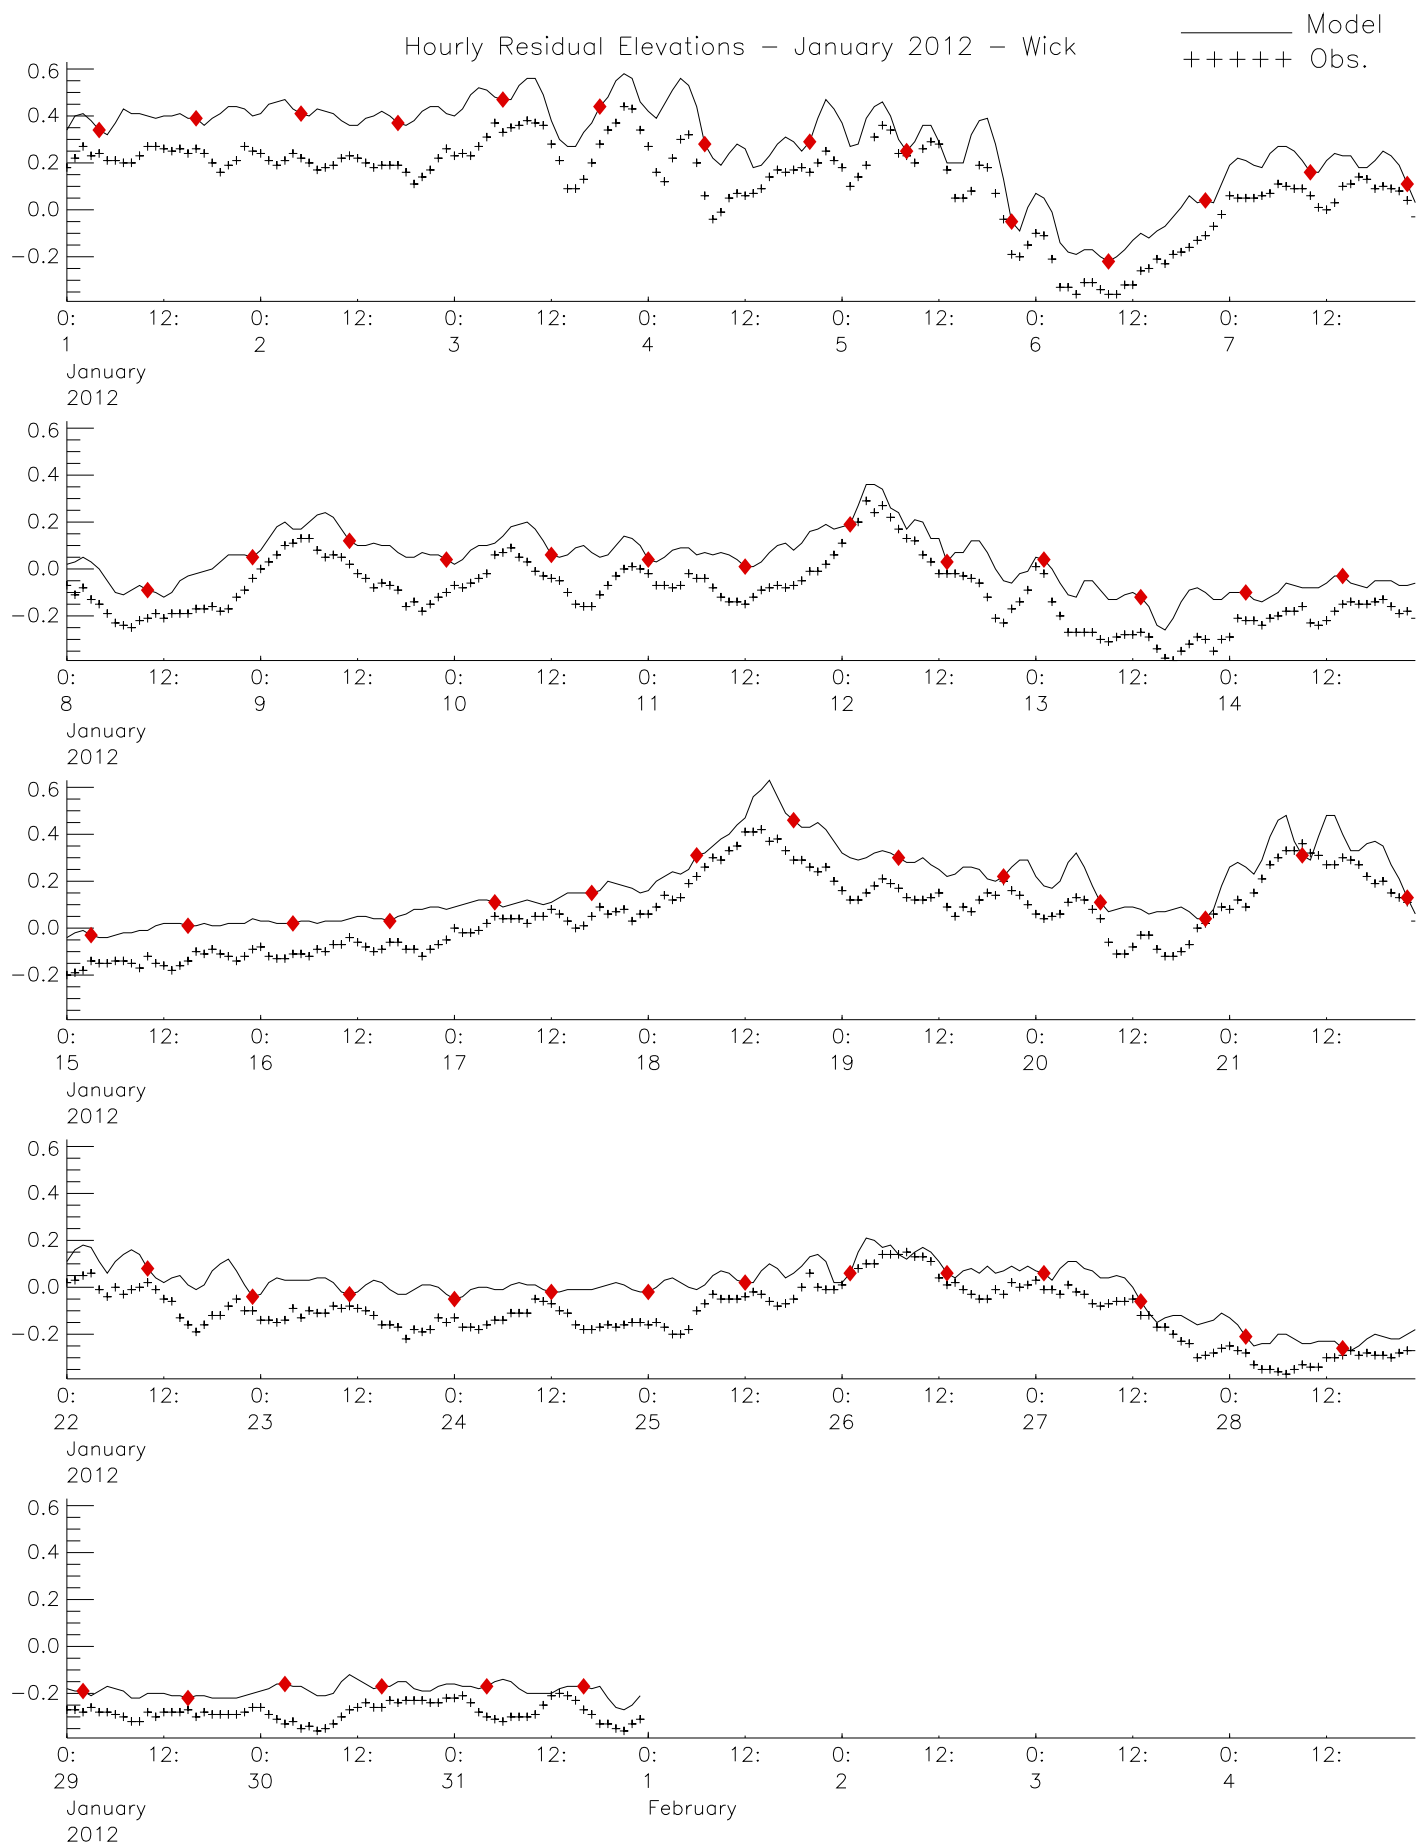 Hourly Residual Elevations – January 2012 – Wick
Model
+++++ Obs.
0.6
0.4
0.2
0.0
−0.2
0: 12: 0: 12: 0: 12: 0: 12: 0: 12: 0: 12: 0: 12:
1 2 3 4 5 6 7
January
2012
0.6
0.4
0.2
0.0
−0.2
0: 12: 0: 12: 0: 12: 0: 12: 0: 12: 0: 12: 0: 12:
8 9 10 11 12 13 14
January
2012
0.6
0.4
0.2
0.0
−0.2
0: 12: 0: 12: 0: 12: 0: 12: 0: 12: 0: 12: 0: 12:
15 16 17 18 19 20 21
January
2012
0.6
0.4
0.2
0.0
−0.2
0: 12: 0: 12: 0: 12: 0: 12: 0: 12: 0: 12: 0: 12:
22 23 24 25 26 27 28
January
2012
0.6
0.4
0.2
0.0
−0.2
0: 12: 0: 12: 0: 12: 0: 12: 0: 12: 0: 12: 0: 12:
29 30 31 1 2 3 4
January February
2012